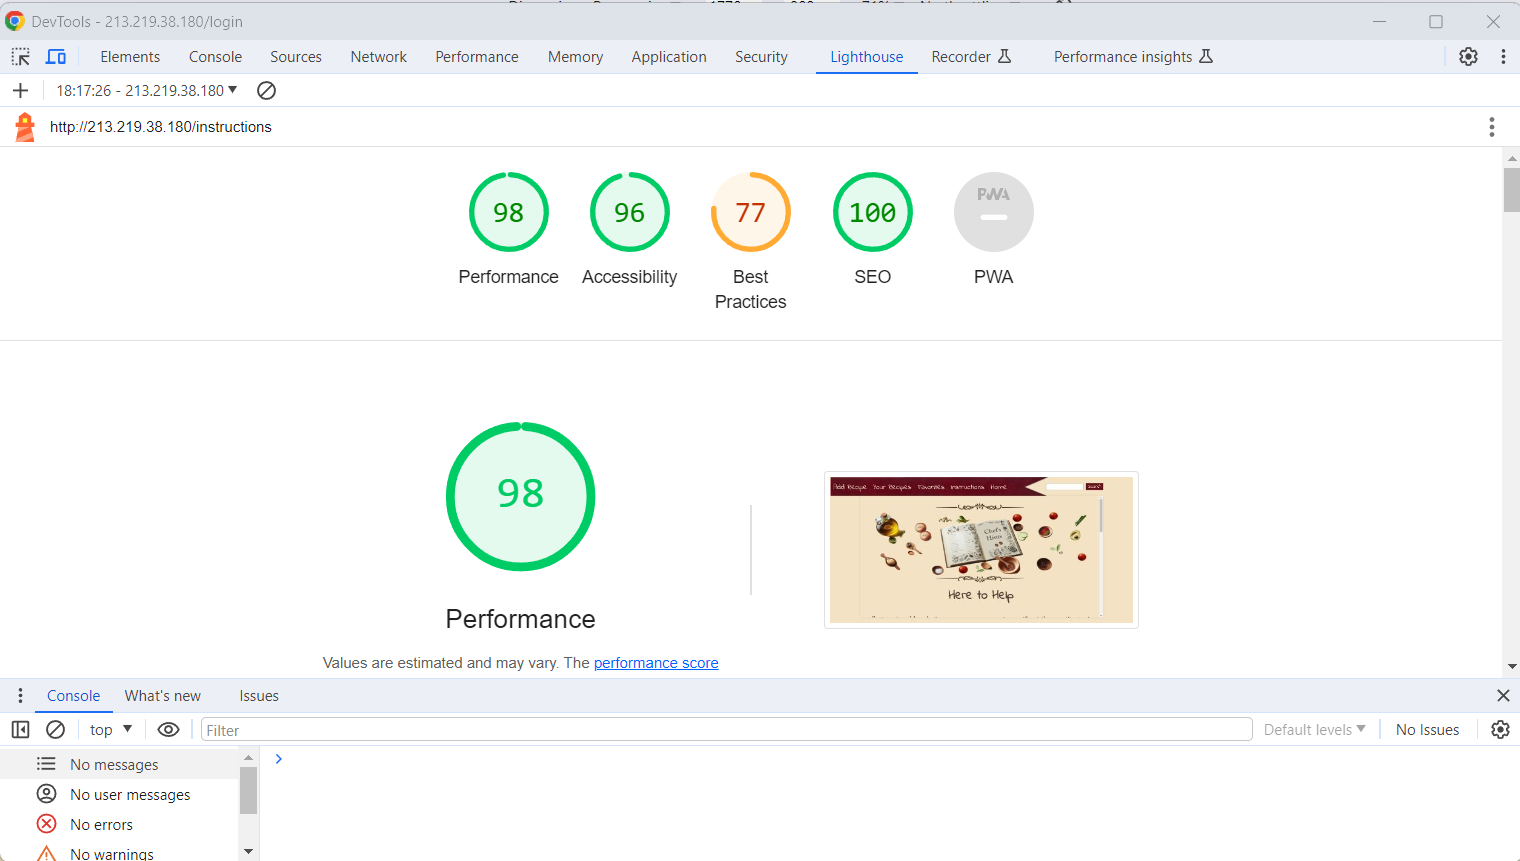 DevTools - 213.219.38.180/login
Elements Console Sources Network Performance Memory Application Security Lighthouse Recorder Performance insights
18:17:26 - 213.219.38.180
http://213.219.38.180/instructions
98 96 77 100 PWA
Performance Accessibility Best Practices SEO PWA
98
Performance
Values are estimated and may vary. The performance score
Add Recipe Your Recipes Favorites Instructions Home Search
Chef's Hints
Here to Help
Console What's new Issues
top Filter Default levels No Issues
No messages
No user messages
No errors
No warnings